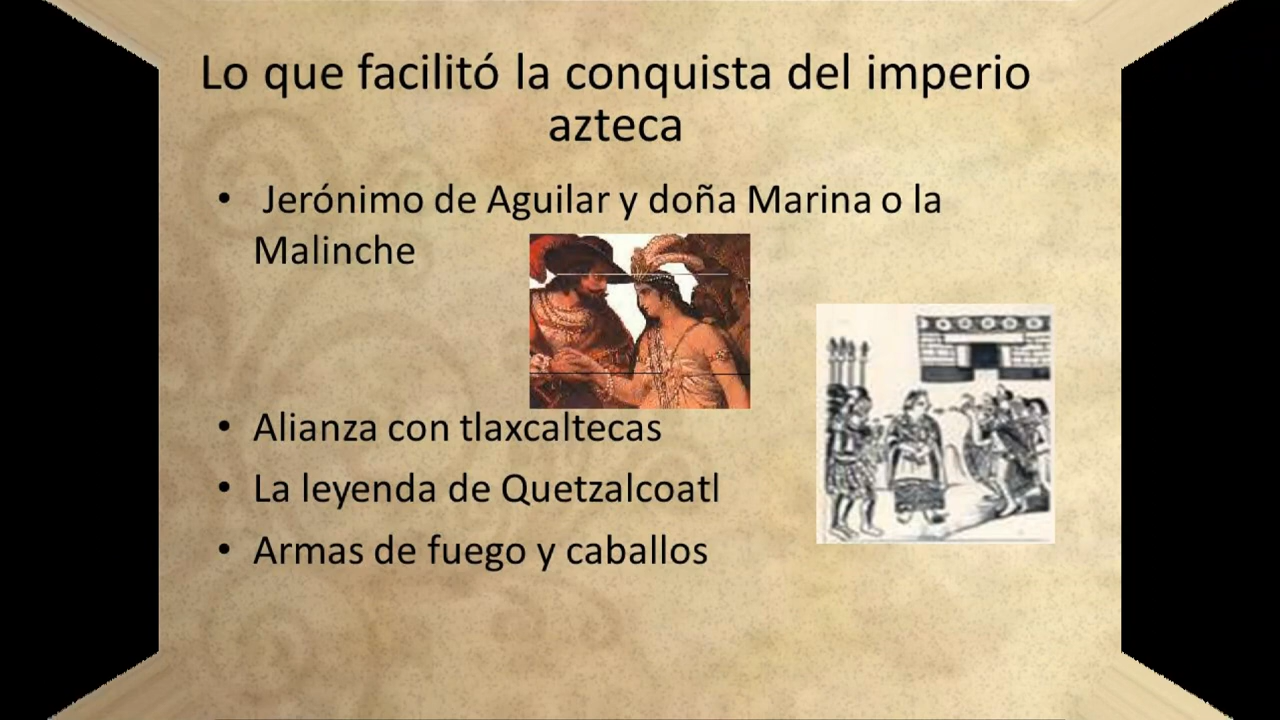 Lo que facilitó la conquista del imperio
azteca
• Jerónimo de Aguilar y doña Marina o la
Malinche
• Alianza con tlaxcaltecas
• La leyenda de Quetzalcoatl
• Armas de fuego y caballos